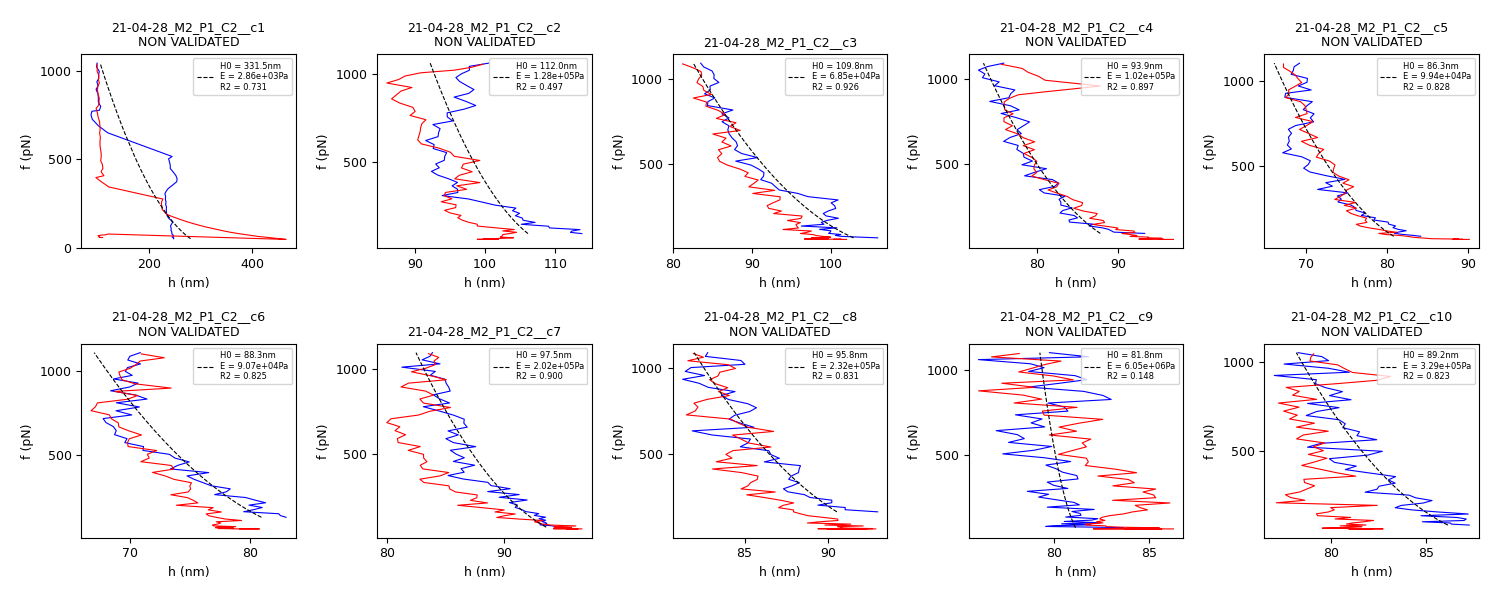 21-04-28_M2_P1_C2__c1
NON VALIDATED
H0 = 331.5nm
E = 2.86e+03Pa
R2 = 0.731
f (pN)
1000
500
0
200
400
h (nm)
21-04-28_M2_P1_C2__c2
NON VALIDATED
H0 = 112.0nm
E = 1.28e+05Pa
R2 = 0.497
f (pN)
1000
500
90
100
110
h (nm)
21-04-28_M2_P1_C2__c3
H0 = 109.8nm
E = 6.85e+04Pa
R2 = 0.926
f (pN)
1000
500
80
90
100
h (nm)
21-04-28_M2_P1_C2__c4
NON VALIDATED
H0 = 93.9nm
E = 1.02e+05Pa
R2 = 0.897
f (pN)
1000
500
80
90
h (nm)
21-04-28_M2_P1_C2__c5
NON VALIDATED
H0 = 86.3nm
E = 9.94e+04Pa
R2 = 0.828
f (pN)
1000
500
70
80
90
h (nm)
21-04-28_M2_P1_C2__c6
NON VALIDATED
H0 = 88.3nm
E = 9.07e+04Pa
R2 = 0.825
f (pN)
1000
500
70
80
h (nm)
21-04-28_M2_P1_C2__c7
H0 = 97.5nm
E = 2.02e+05Pa
R2 = 0.900
f (pN)
1000
500
80
90
h (nm)
21-04-28_M2_P1_C2__c8
NON VALIDATED
H0 = 95.8nm
E = 2.32e+05Pa
R2 = 0.831
f (pN)
1000
500
85
90
h (nm)
21-04-28_M2_P1_C2__c9
NON VALIDATED
H0 = 81.8nm
E = 6.05e+06Pa
R2 = 0.148
f (pN)
1000
500
80
85
h (nm)
21-04-28_M2_P1_C2__c10
NON VALIDATED
H0 = 89.2nm
E = 3.29e+05Pa
R2 = 0.823
f (pN)
1000
500
80
85
h (nm)